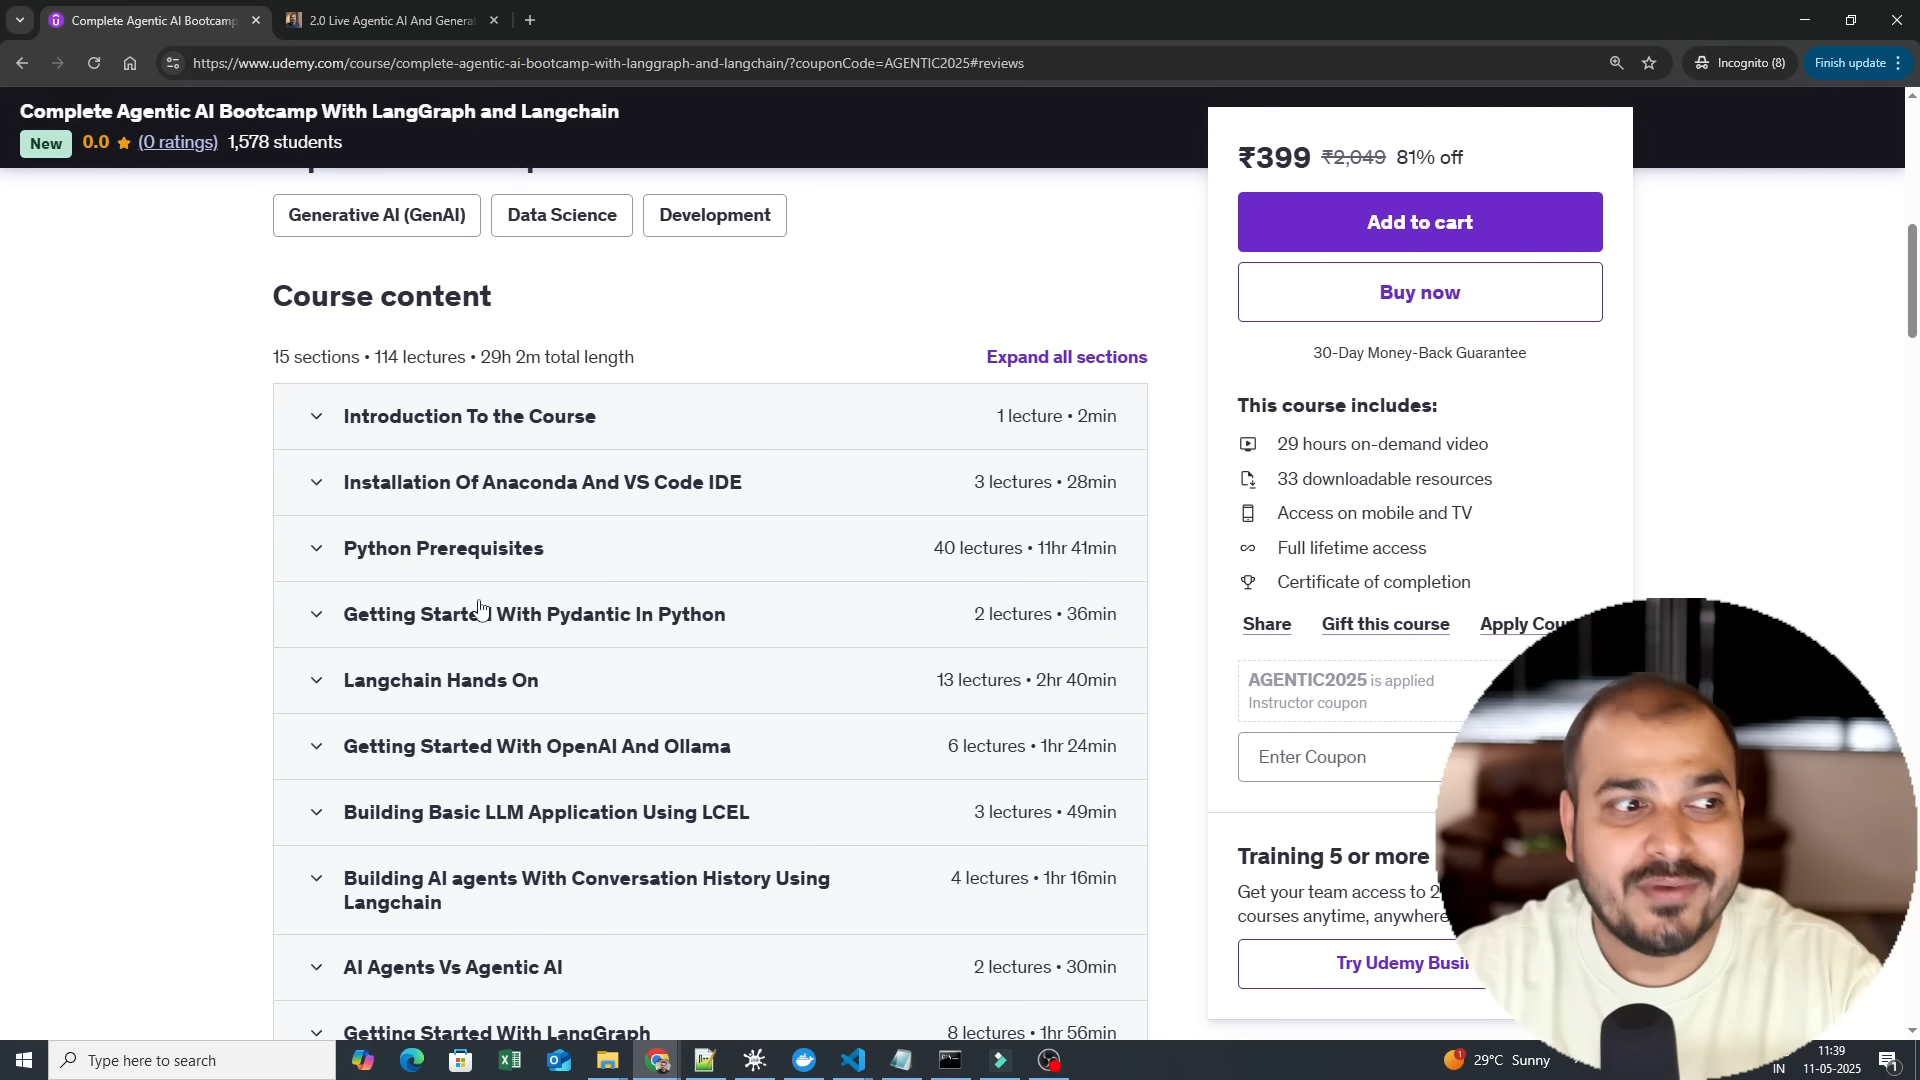 Complete Agentic AI Bootcamp
2.0 Live Agentic AI And Genera
https://www.udemy.com/course/complete-agentic-ai-bootcamp-with-langgraph-and-langchain/?couponCode=AGENTIC2025#reviews
Incognito (8)
Finish update
Complete Agentic AI Bootcamp With LangGraph and Langchain
New 0.0 (0 ratings) 1,578 students
Generative AI (GenAI) Data Science Development
Course content
15 sections • 114 lectures • 29h 2m total length Expand all sections
Introduction To the Course 1 lecture • 2min
Installation Of Anaconda And VS Code IDE 3 lectures • 28min
Python Prerequisites 40 lectures • 11hr 41min
Getting Started With Pydantic In Python 2 lectures • 36min
Langchain Hands On 13 lectures • 2hr 40min
Getting Started With OpenAI And Ollama 6 lectures • 1hr 24min
Building Basic LLM Application Using LCEL 3 lectures • 49min
Building AI agents With Conversation History Using 4 lectures • 1hr 16min
Langchain
AI Agents Vs Agentic AI 2 lectures • 30min
Getting Started With LangGraph 8 lectures • 1hr 56min
₹399 ₹2,049 81% off
Add to cart
Buy now
30-Day Money-Back Guarantee
This course includes:
29 hours on-demand video
33 downloadable resources
Access on mobile and TV
Full lifetime access
Certificate of completion
Share Gift this course Apply Cou
AGENTIC2025 is applied
Instructor coupon
Enter Coupon
Training 5 or more
Get your team access to 2
courses anytime, anywhere
Try Udemy Busi
Type here to search
29°C Sunny
11:39
IN 11-05-2025